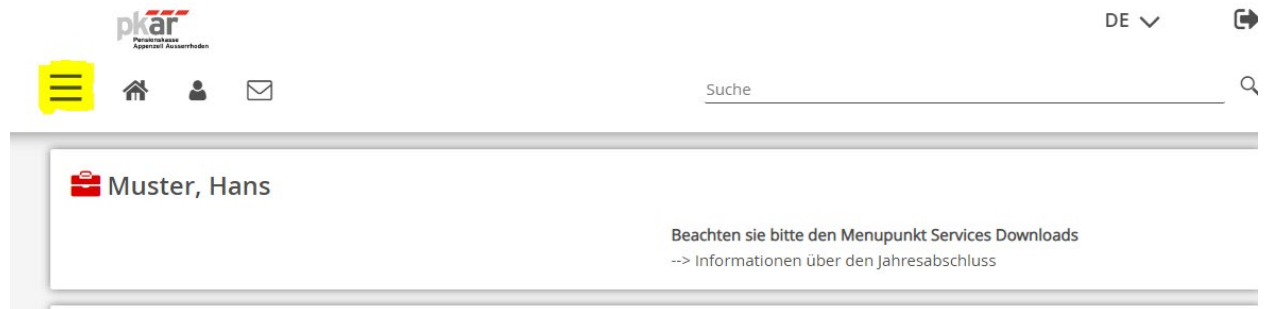 pkar
Pensionskasse
Appenzell Ausserrhoden
DE
Suche
Muster, Hans
Beachten sie bitte den Menupunkt Services Downloads
--> Informationen über den Jahresabschluss